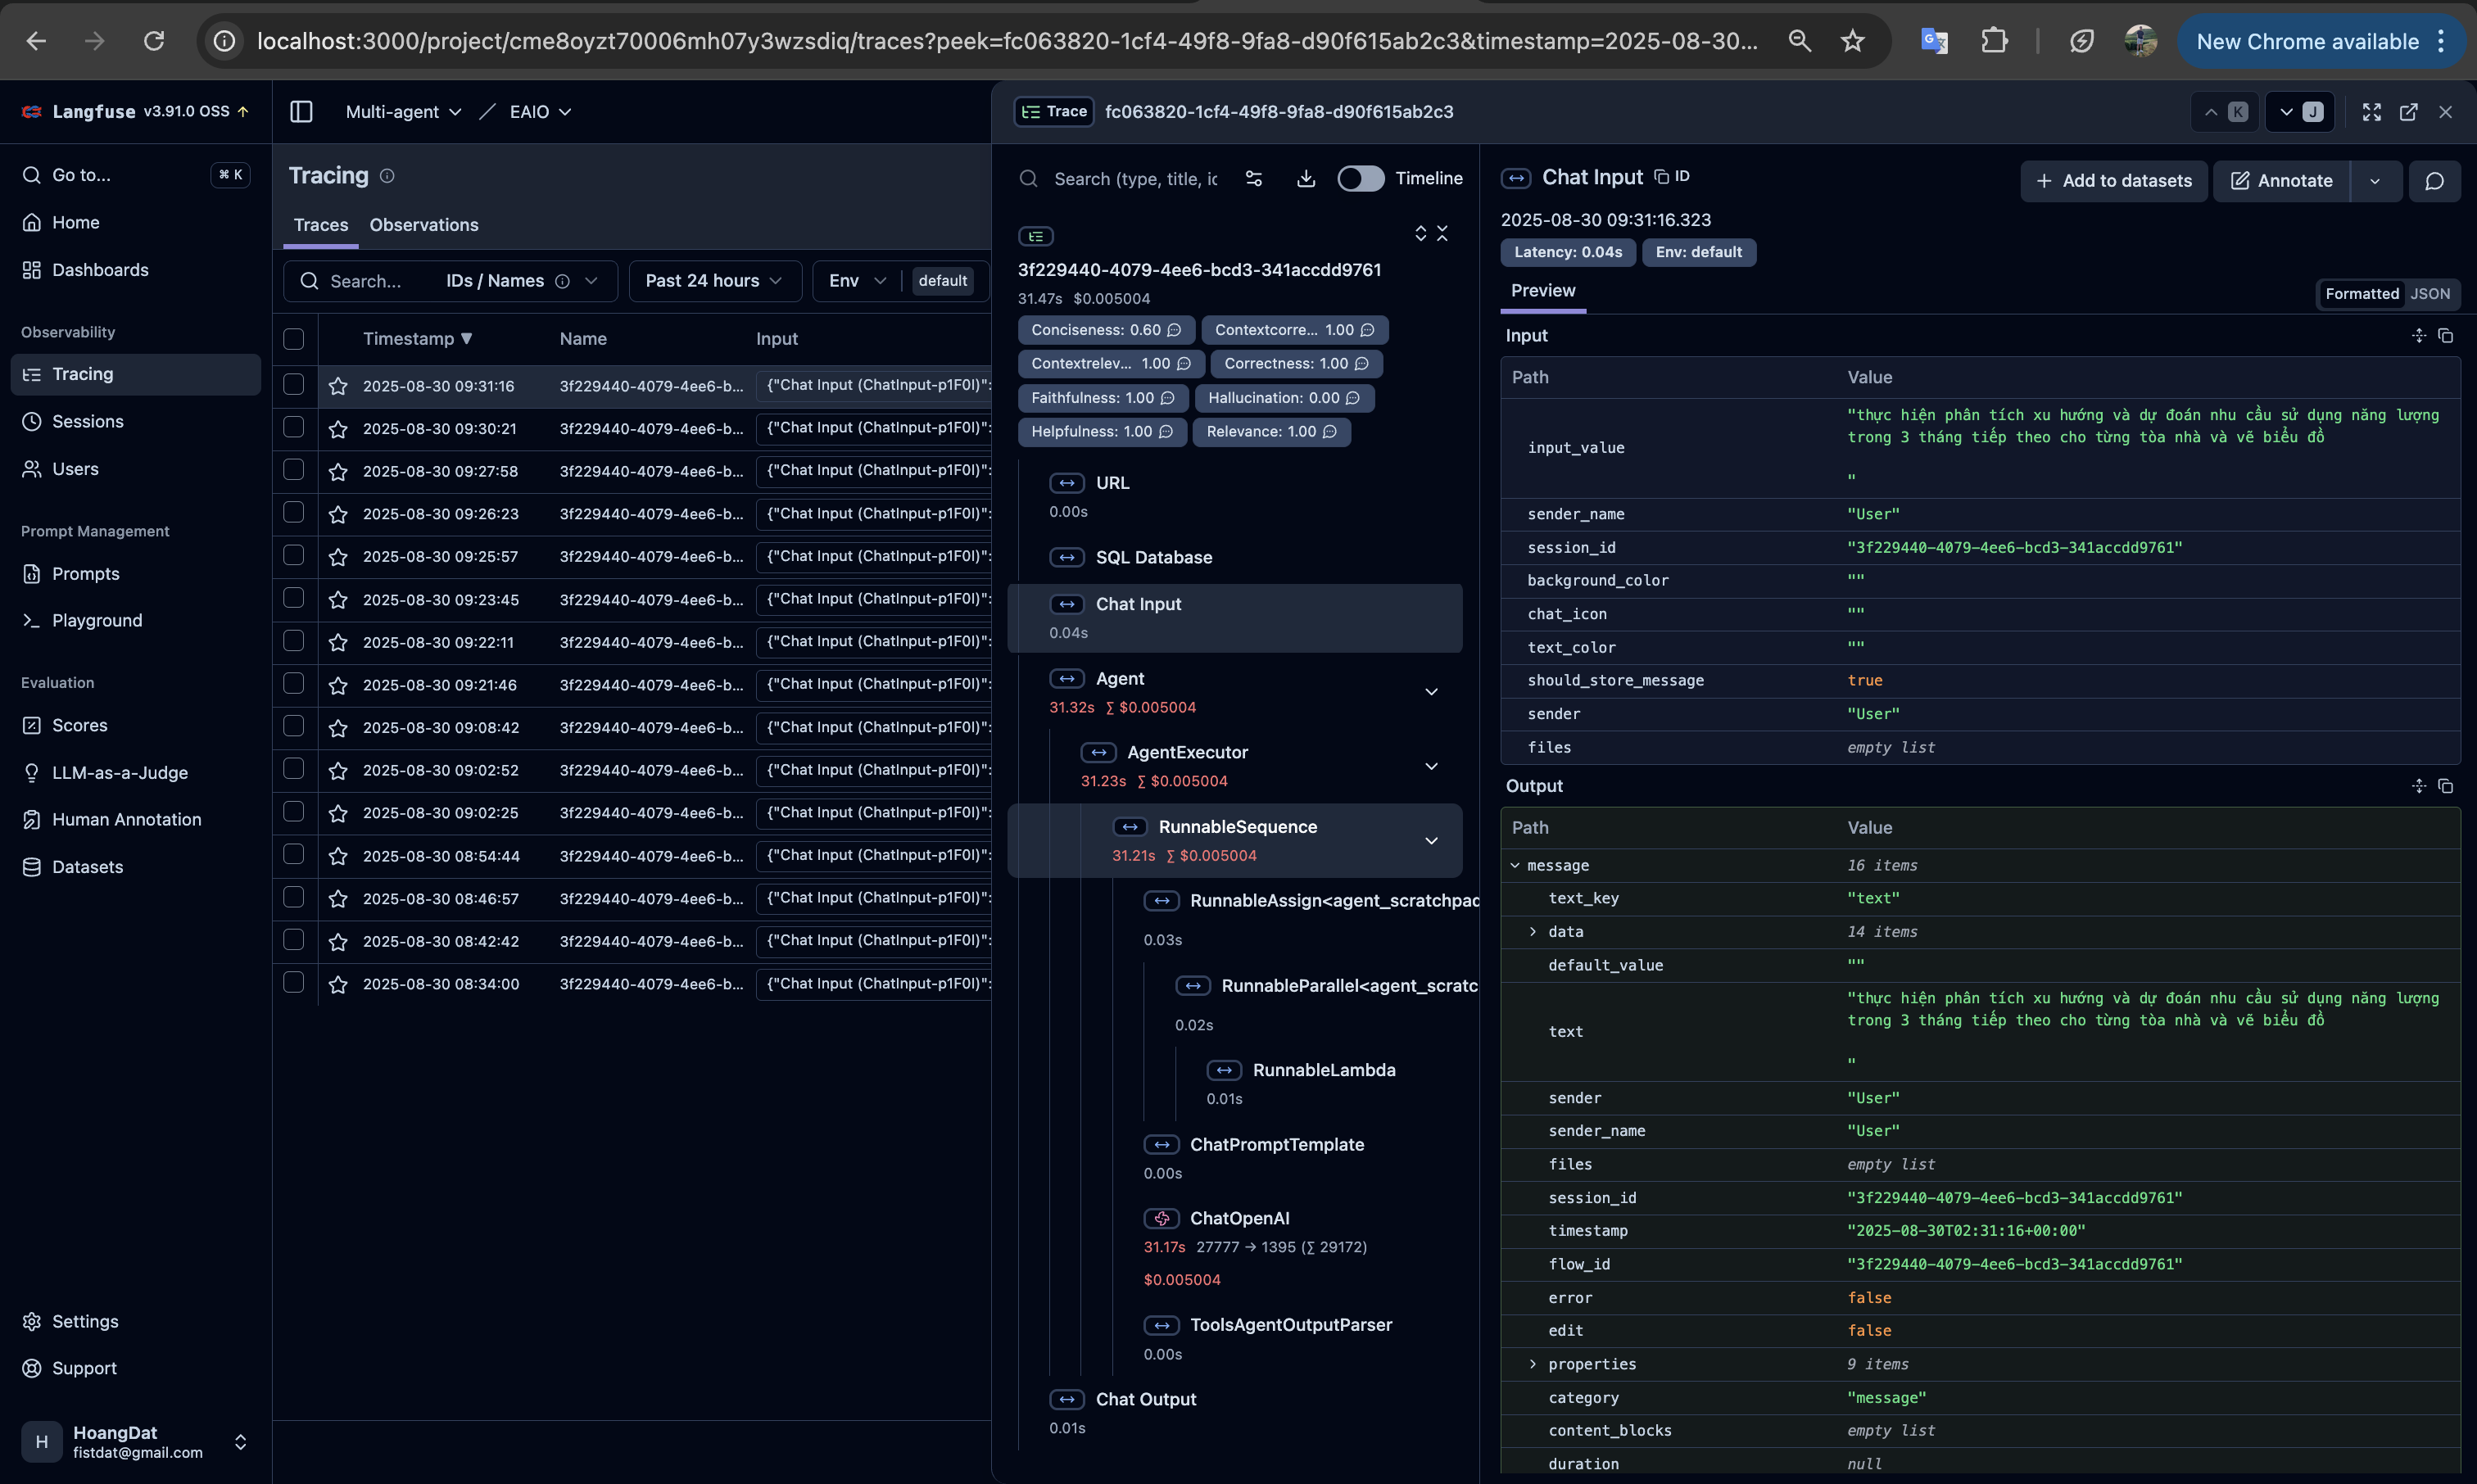 localhost:3000/project/cme8oyzt70006mh07y3wzsdiq/traces?peek=fc063820-1cf4-49f8-9fa8-d90f615ab2c3&timestamp=2025-08-30...
New Chrome available
Langfuse v3.91.0 OSS
Go to...
⌘ K
Home
Dashboards
Observability
Tracing
Sessions
Users
Prompt Management
Prompts
Playground
Evaluation
Scores
LLM-as-a-Judge
Human Annotation
Datasets
Settings
Support
H
HoangDat
fistdat@gmail.com
Multi-agent
EAIO
Tracing
Traces
Observations
Search...
IDs / Names
Past 24 hours
Env
default
Timestamp ▼
Name
Input
2025-08-30 09:31:16 3f229440-4079-4ee6-b... {"Chat Input (ChatInput-p1F0l)":
2025-08-30 09:30:21 3f229440-4079-4ee6-b... {"Chat Input (ChatInput-p1F0l)":
2025-08-30 09:27:58 3f229440-4079-4ee6-b... {"Chat Input (ChatInput-p1F0l)":
2025-08-30 09:26:23 3f229440-4079-4ee6-b... {"Chat Input (ChatInput-p1F0l)":
2025-08-30 09:25:57 3f229440-4079-4ee6-b... {"Chat Input (ChatInput-p1F0l)":
2025-08-30 09:23:45 3f229440-4079-4ee6-b... {"Chat Input (ChatInput-p1F0l)":
2025-08-30 09:22:11 3f229440-4079-4ee6-b... {"Chat Input (ChatInput-p1F0l)":
2025-08-30 09:21:46 3f229440-4079-4ee6-b... {"Chat Input (ChatInput-p1F0l)":
2025-08-30 09:08:42 3f229440-4079-4ee6-b... {"Chat Input (ChatInput-p1F0l)":
2025-08-30 09:02:52 3f229440-4079-4ee6-b... {"Chat Input (ChatInput-p1F0l)":
2025-08-30 09:02:25 3f229440-4079-4ee6-b... {"Chat Input (ChatInput-p1F0l)":
2025-08-30 08:54:44 3f229440-4079-4ee6-b... {"Chat Input (ChatInput-p1F0l)":
2025-08-30 08:46:57 3f229440-4079-4ee6-b... {"Chat Input (ChatInput-p1F0l)":
2025-08-30 08:42:42 3f229440-4079-4ee6-b... {"Chat Input (ChatInput-p1F0l)":
2025-08-30 08:34:00 3f229440-4079-4ee6-b... {"Chat Input (ChatInput-p1F0l)":
Trace
fc063820-1cf4-49f8-9fa8-d90f615ab2c3
K
J
Search (type, title, ic
Timeline
3f229440-4079-4ee6-bcd3-341accdd9761
31.47s $0.005004
Conciseness: 0.60
Contextcorre... 1.00
Contextrelev... 1.00
Correctness: 1.00
Faithfulness: 1.00
Hallucination: 0.00
Helpfulness: 1.00
Relevance: 1.00
URL
0.00s
SQL Database
Chat Input
0.04s
Agent
31.32s ∑ $0.005004
AgentExecutor
31.23s ∑ $0.005004
RunnableSequence
31.21s ∑ $0.005004
RunnableAssign<agent_scratchpad
0.03s
RunnableParallel<agent_scratc
0.02s
RunnableLambda
0.01s
ChatPromptTemplate
0.00s
ChatOpenAI
31.17s 27777 → 1395 (∑ 29172)
$0.005004
ToolsAgentOutputParser
0.00s
Chat Output
0.01s
Chat Input
ID
+ Add to datasets
Annotate
2025-08-30 09:31:16.323
Latency: 0.04s
Env: default
Preview
Formatted
JSON
Input
Path Value
input_value
"thực hiện phân tích xu hướng và dự đoán nhu cầu sử dụng năng lượng
trong 3 tháng tiếp theo cho từng tòa nhà và vẽ biểu đồ
"
sender_name "User"
session_id "3f229440-4079-4ee6-bcd3-341accdd9761"
background_color ""
chat_icon ""
text_color ""
should_store_message true
sender "User"
files empty list
Output
Path Value
message 16 items
text_key "text"
data 14 items
default_value ""
text
"thực hiện phân tích xu hướng và dự đoán nhu cầu sử dụng năng lượng
trong 3 tháng tiếp theo cho từng tòa nhà và vẽ biểu đồ
"
sender "User"
sender_name "User"
files empty list
session_id "3f229440-4079-4ee6-bcd3-341accdd9761"
timestamp "2025-08-30T02:31:16+00:00"
flow_id "3f229440-4079-4ee6-bcd3-341accdd9761"
error false
edit false
properties 9 items
category "message"
content_blocks empty list
duration null